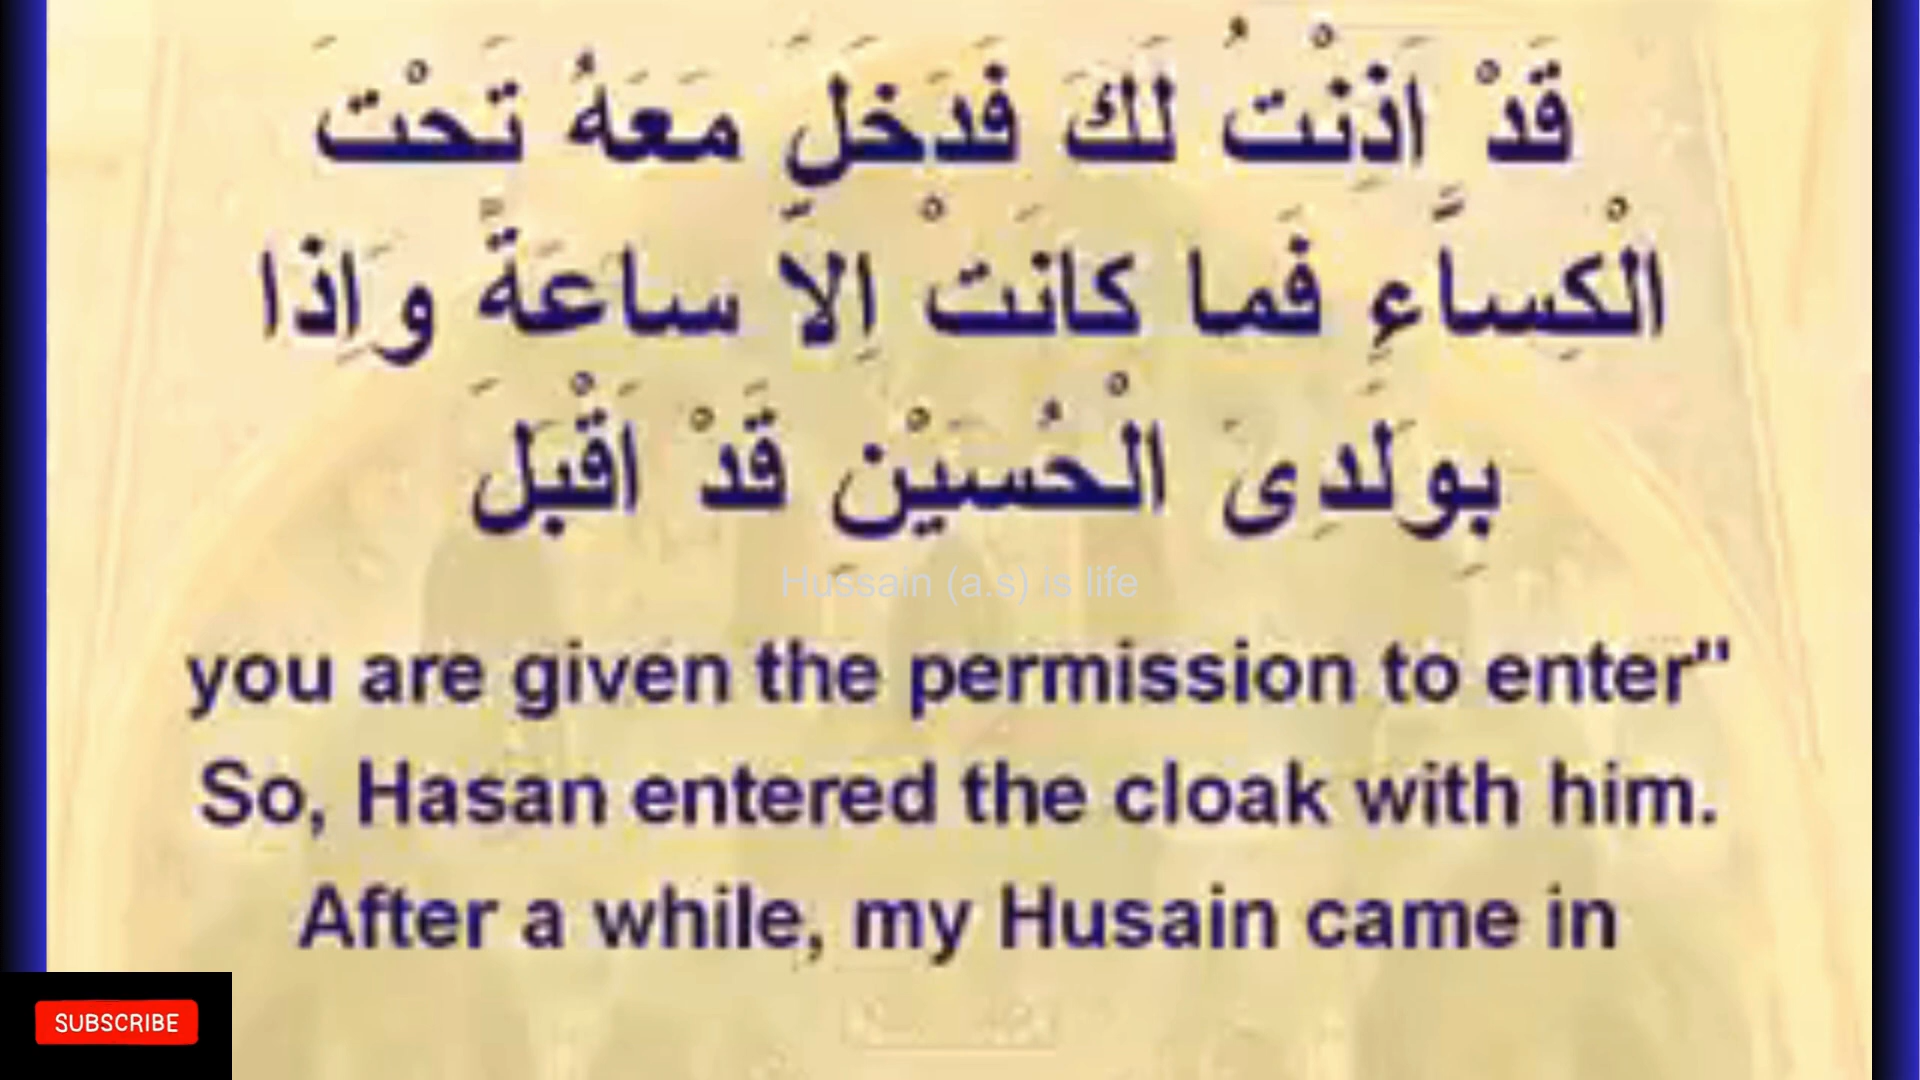 قَدْ اَذِنْتُ لَكَ فَدَخَلَ مَعَهُ تَحْتَ
الْكِساَّءِ فَما كانَتْ اِلاَّ ساعَةً وَاِذا
بِوَلَدِىَ الْحُسَيْنِ قَدْ اَقْبَلَ
Hussain (a.s) is life
you are given the permission to enter"
So, Hasan entered the cloak with him.
After a while, my Husain came in
SUBSCRIBE